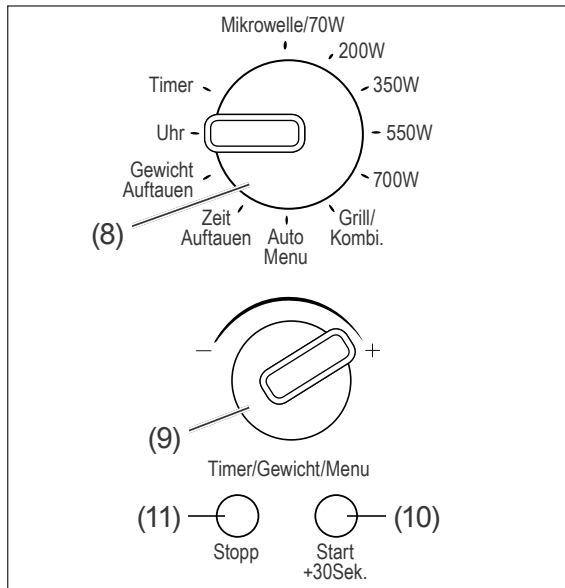 Mikrowelle/70W
200W
Timer
350W
Uhr
550W
Gewicht
Auftauen
700W
(8)
Zeit
Auftauen
Auto
Menu
Grill/
Kombi.
–
+
(9)
Timer/Gewicht/Menu
(11)
(10)
Stopp
Start
+30Sek.